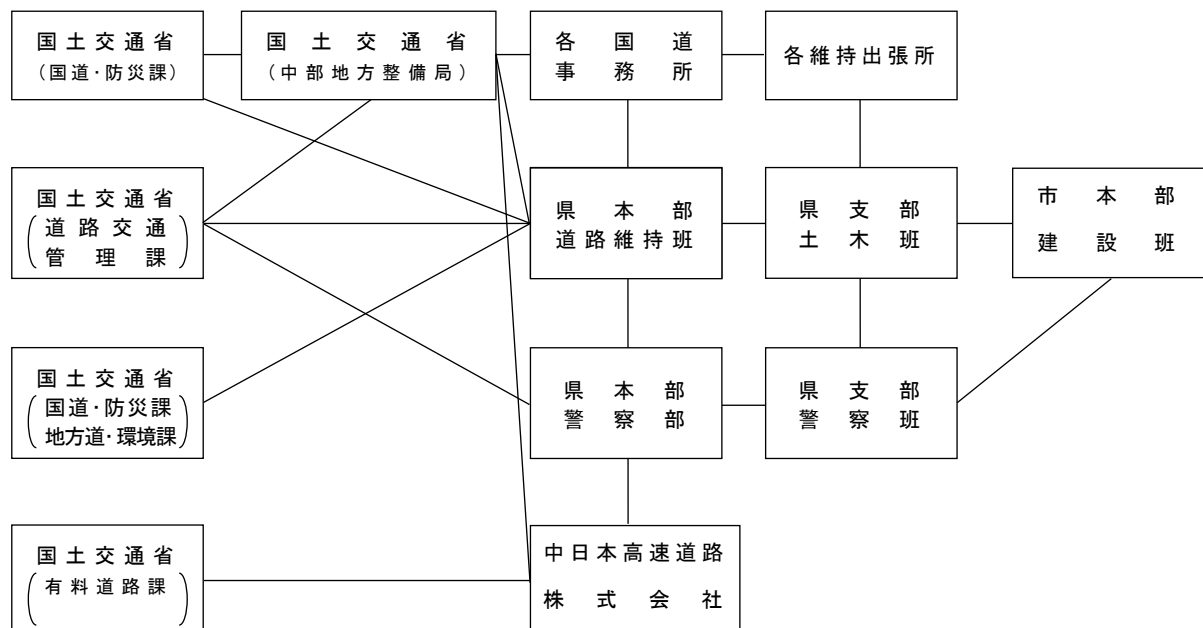 国土交通省
（国道･防災課）
国土交通省
（中部地方整備局）
各国道
事務所
各維持出張所
国土交通省
（道路交通
管理課）
県本部
道路維持班
県支部
土木班
市本部
建設班
国土交通省
（国道･防災課
地方道･環境課）
県本部
警察部
県支部
警察班
国土交通省
（有料道路課）
中日本高速道路
株式会社